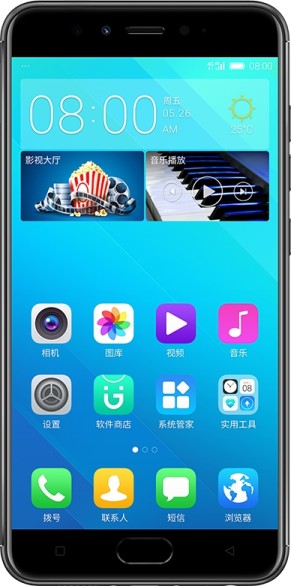 08:00
08:00
周五
05.26
AM
25°C
影视大厅
音乐播放
相机
图库
视频
音乐
设置
软件商店
系统管家
实用工具
拨号
联系人
短信
浏览器